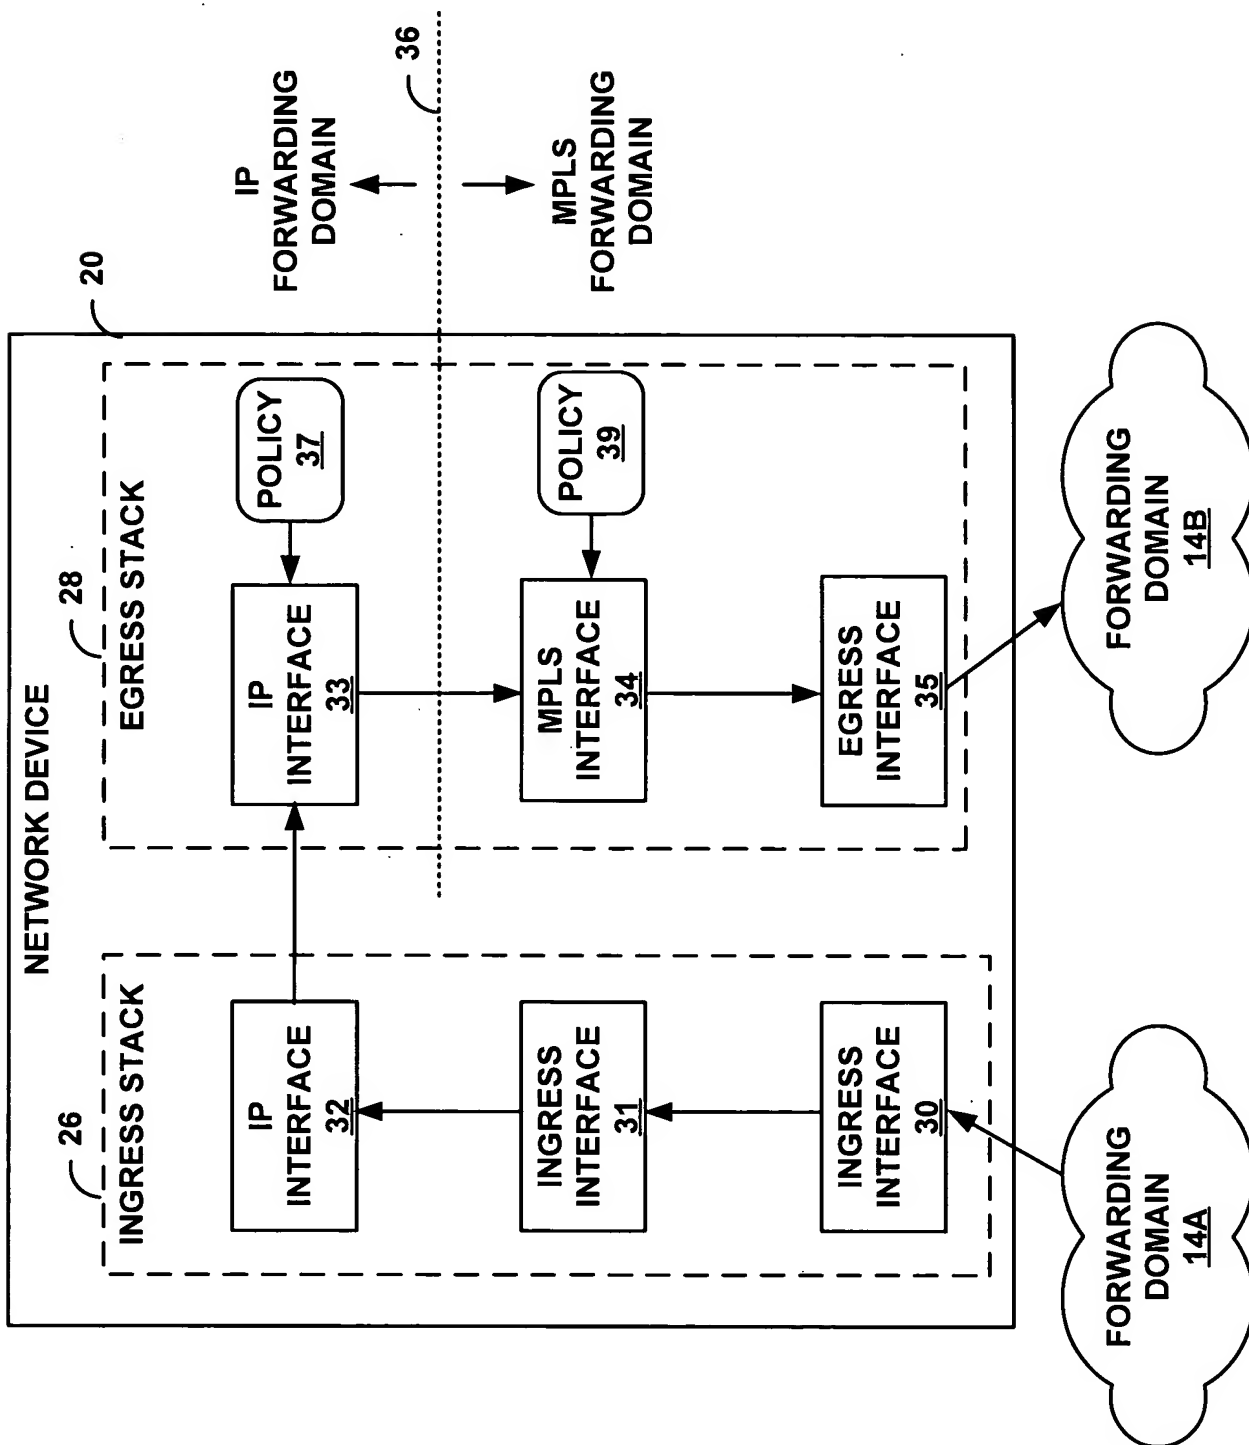 NETWORK DEVICE
20
26
INGRESS STACK
IP
INTERFACE
32
INGRESS
INTERFACE
31
INGRESS
INTERFACE
30
28
EGRESS STACK
IP
INTERFACE
33
POLICY
37
MPLS
INTERFACE
34
POLICY
39
EGRESS
INTERFACE
35
36
IP
FORWARDING
DOMAIN
MPLS
FORWARDING
DOMAIN
FORWARDING
DOMAIN
14A
FORWARDING
DOMAIN
14B